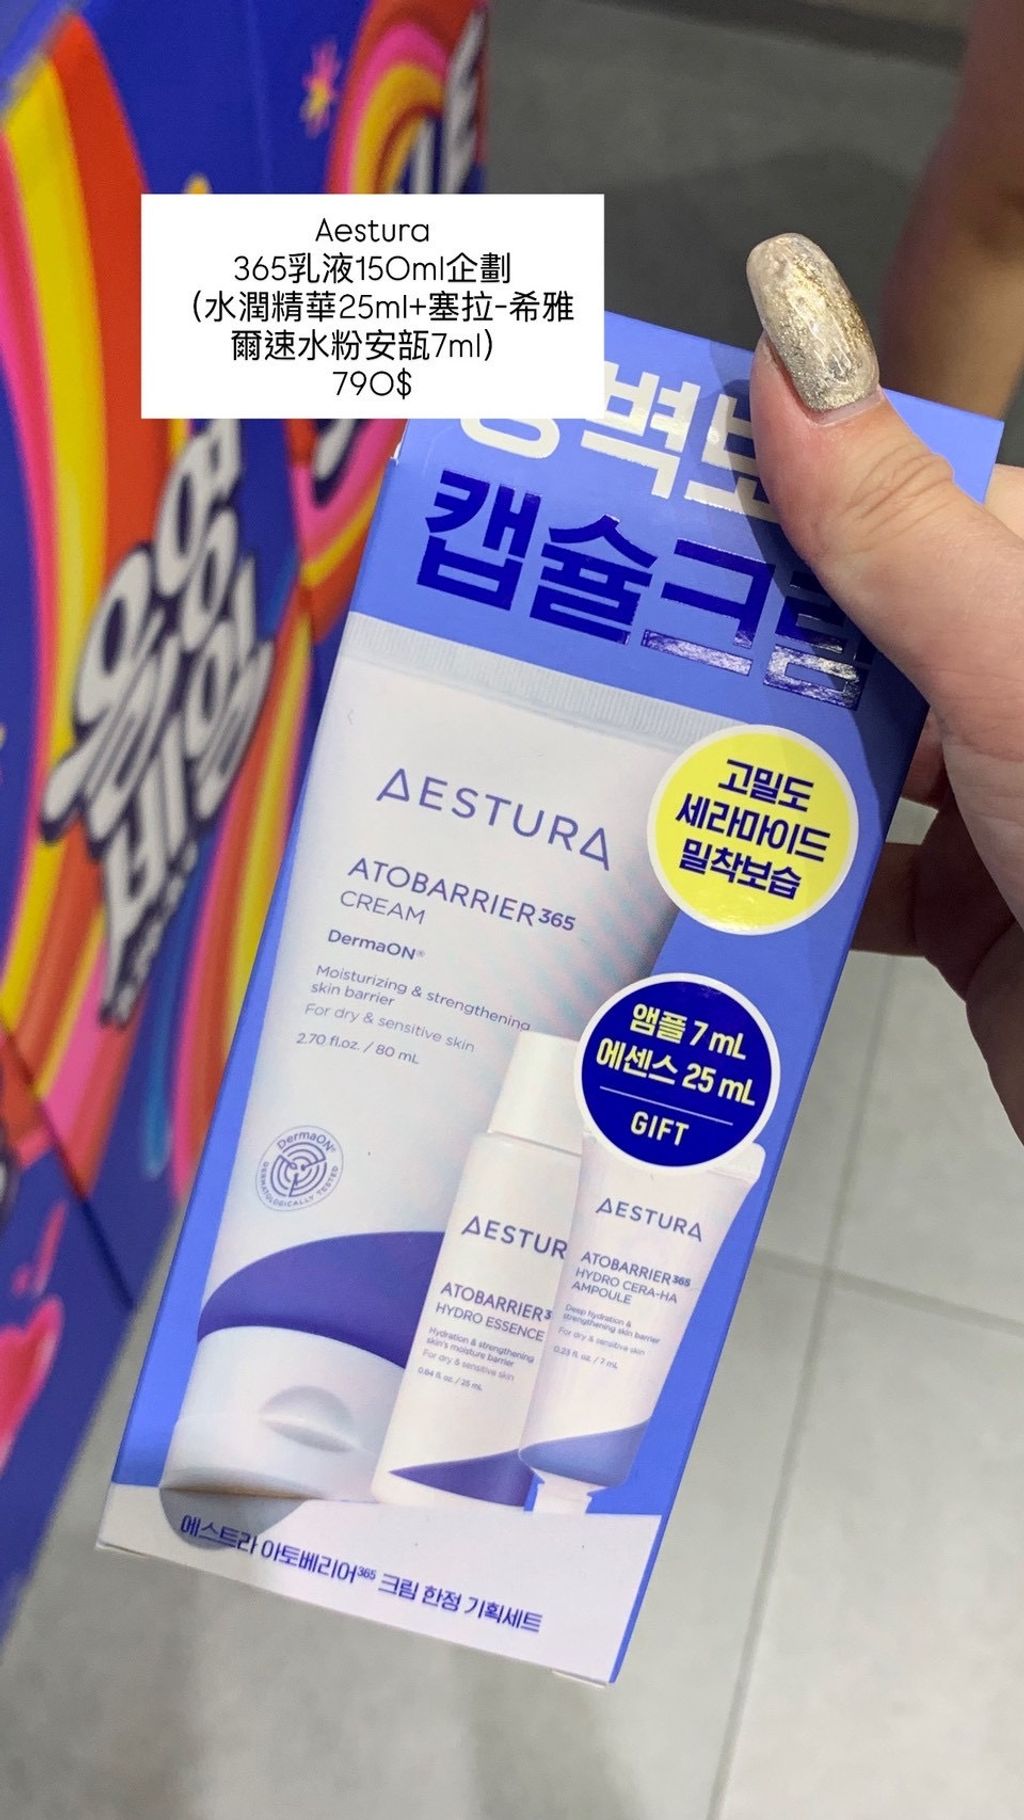 Aestura
365乳液150ml企劃
（水潤精華25ml+塞拉-希雅
爾速水粉安瓿7ml）
790$
캡슐크림
고밀도
세라마이드
밀착보습
AESTURA
ATOBARRIER365
CREAM
DermaON®
Moisturizing & strengthening
skin barrier
For dry & sensitive skin
2.70 fl.oz. / 80 mL
앰플 7 mL
에센스 25 mL
GIFT
DermaON®
DERMATOLOGICALLY TESTED
AESTUR
ATOBARRIER3
HYDRO ESSENCE
Hydration & strengthening
skin's moisture barrier
For dry & sensitive skin
0.84 fl. oz. / 25 mL
AESTURA
ATOBARRIER365
HYDRO CERA-HA
AMPOULE
Deep hydration &
strengthening skin barrier
For dry & sensitive skin
0.23 fl. oz. / 7 mL
에스트라 아토베리어365 크림 한정 기획세트